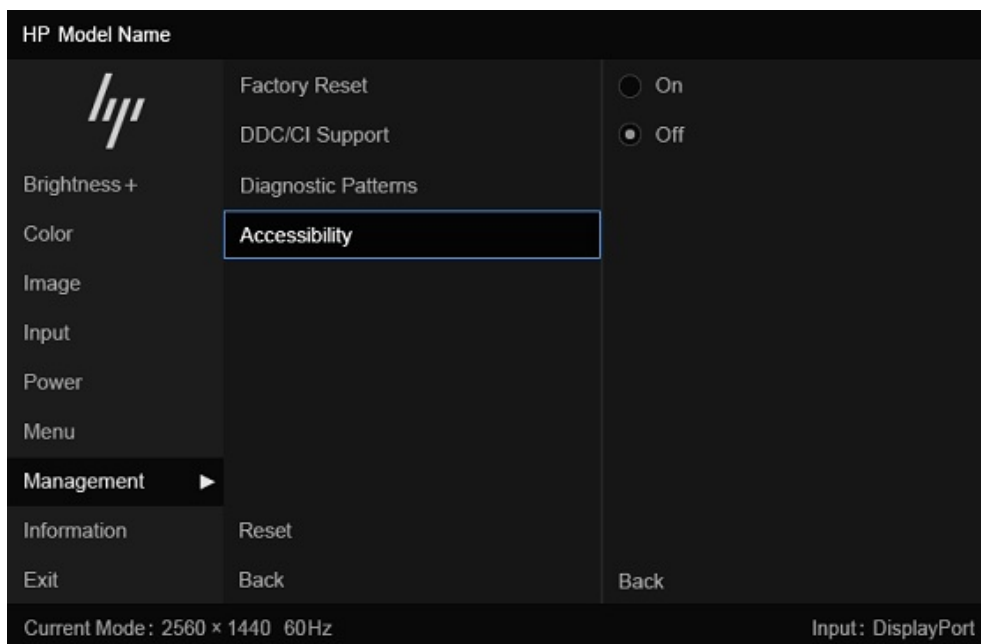 HP Model Name
hp
Brightness+
Color
Image
Input
Power
Menu
Management
Information
Exit
Factory Reset
DDC/CI Support
Diagnostic Patterns
Accessibility
Reset
Back
On
Off
Back
Current Mode: 2560 × 1440 60Hz
Input: DisplayPort